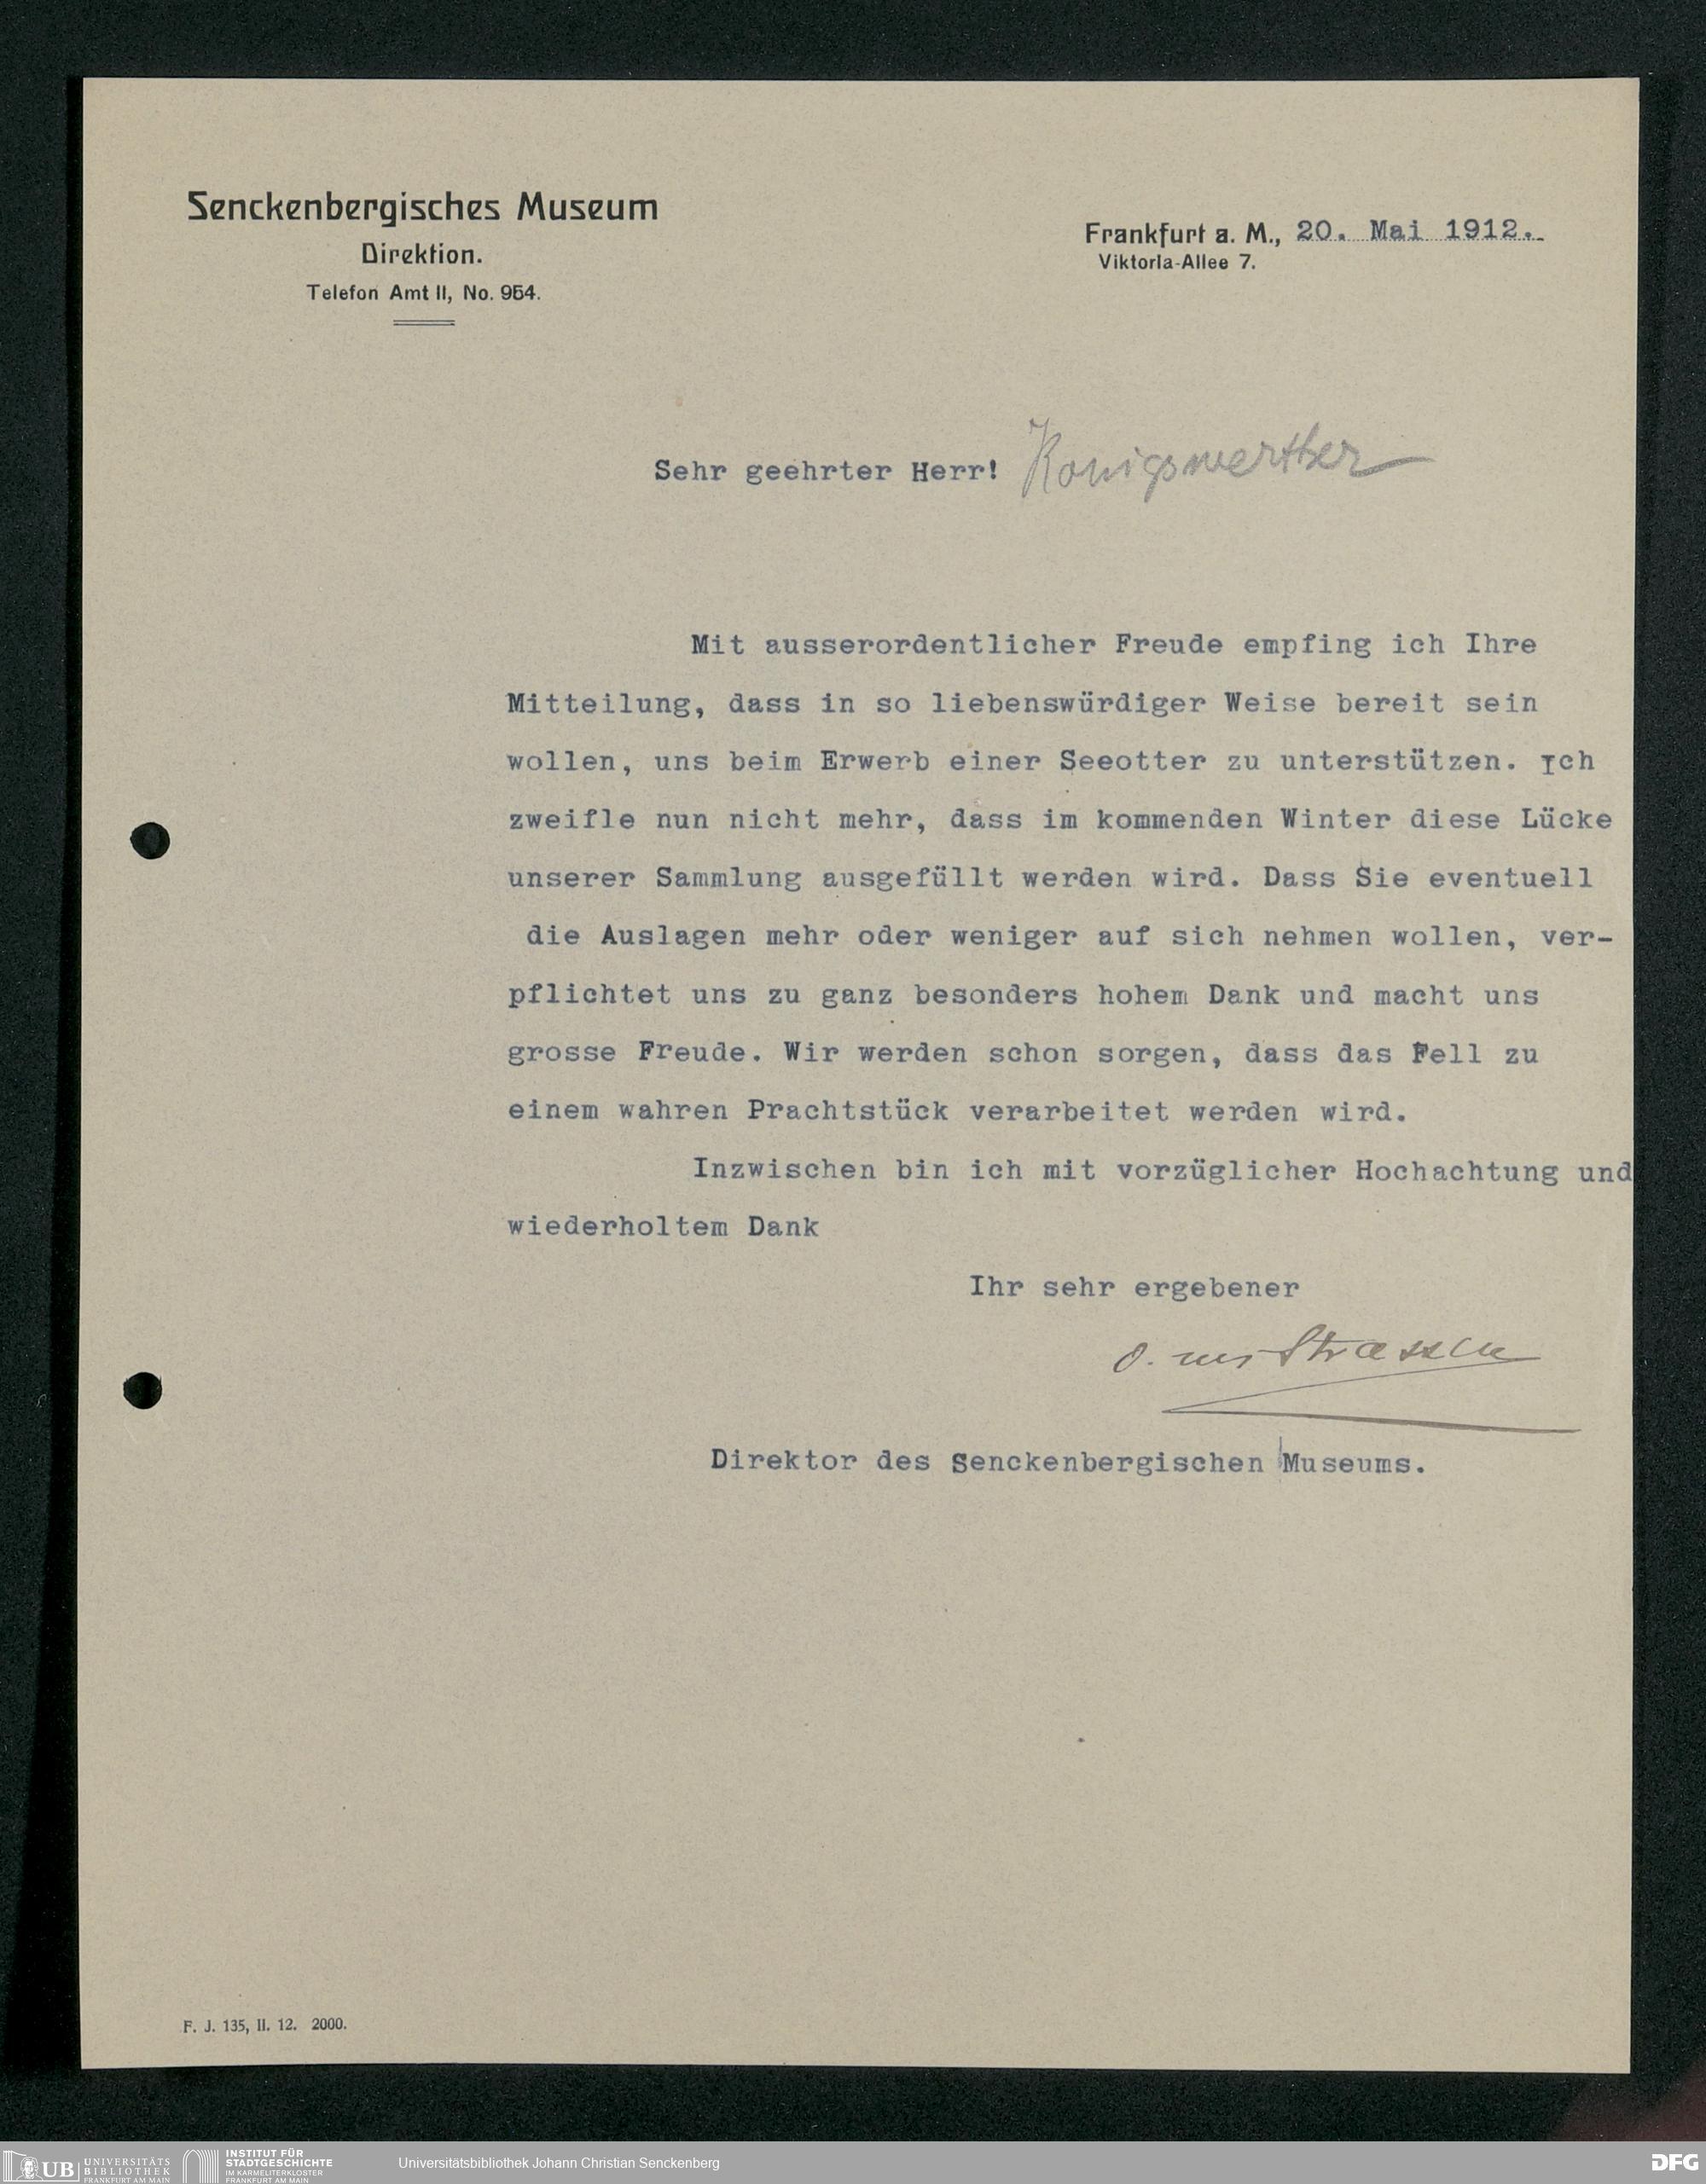 Senckenbergisches Museum
Direktion.
Telefon Amt II, No. 954.
Frankfurt a. M., 20. Mai 1912.
Viktoria-Allee 7.
Sehr geehrter Herr! Königswerther
Mit ausserordentlicher Freude empfing ich Ihre
Mitteilung, dass in so liebenswürdiger Weise bereit sein
wollen, uns beim Erwerb einer Seeotter zu unterstützen. Ich
zweifle nun nicht mehr, dass im kommenden Winter diese Lücke
unserer Sammlung ausgefüllt werden wird. Dass Sie eventuell
die Auslagen mehr oder weniger auf sich nehmen wollen, ver-
pflichtet uns zu ganz besonders hohem Dank und macht uns
grosse Freude. Wir werden schon sorgen, dass das Fell zu
einem wahren Prachtstück verarbeitet werden wird.
Inzwischen bin ich mit vorzüglicher Hochachtung und
wiederholtem Dank
Ihr sehr ergebener
O. zur Strassen
Direktor des Senckenbergischen Museums.
F. J. 135, II. 12. 2000.
UB UNIVERSITÄTS
BIBLIOTHEK
FRANKFURT AM MAIN
INSTITUT FÜR
STADTGESCHICHTE
IM KARMELITERKLOSTER
FRANKFURT AM MAIN
Universitätsbibliothek Johann Christian Senckenberg
DFG